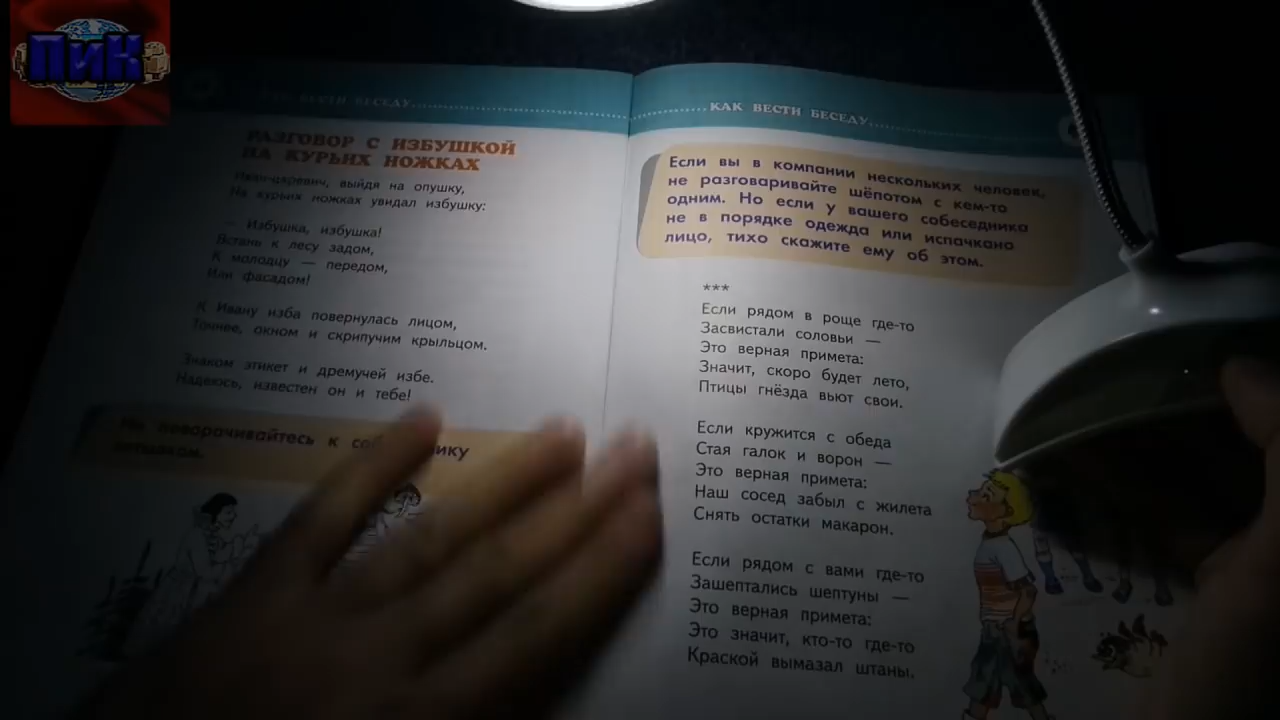 ПиК
ВЕСТИ БЕСЕДУ
РАЗГОВОР С ИЗБУШКОЙ
НА КУРЬИХ НОЖКАХ
Иван-царевич, выйдя на опушку,
На курьих ножках увидал избушку:
— Избушка, избушка!
Встань к лесу задом,
К молодцу — передом,
Или фасадом!
К Ивану изба повернулась лицом,
Точнее, окном и скрипучим крыльцом.
Знаком этикет и дремучей избе.
Надеюсь, известен он и тебе!
Не поворачивайтесь к
КАК ВЕСТИ БЕСЕДУ
Если вы в компании нескольких человек,
не разговаривайте шёпотом с кем-то
одним. Но если у вашего собеседника
не в порядке одежда или испачкано
лицо, тихо скажите ему об этом.
***
Если рядом в роще где-то
Засвистали соловьи —
Это верная примета:
Значит, скоро будет лето,
Птицы гнёзда вьют свои.
Если кружится с обеда
Стая галок и ворон —
Это верная примета:
Наш сосед забыл с жилета
Снять остатки макарон.
Если рядом с вами где-то
Зашептались шептуны —
Это верная примета:
Это значит, кто-то где-то
Краской вымазал штаны.